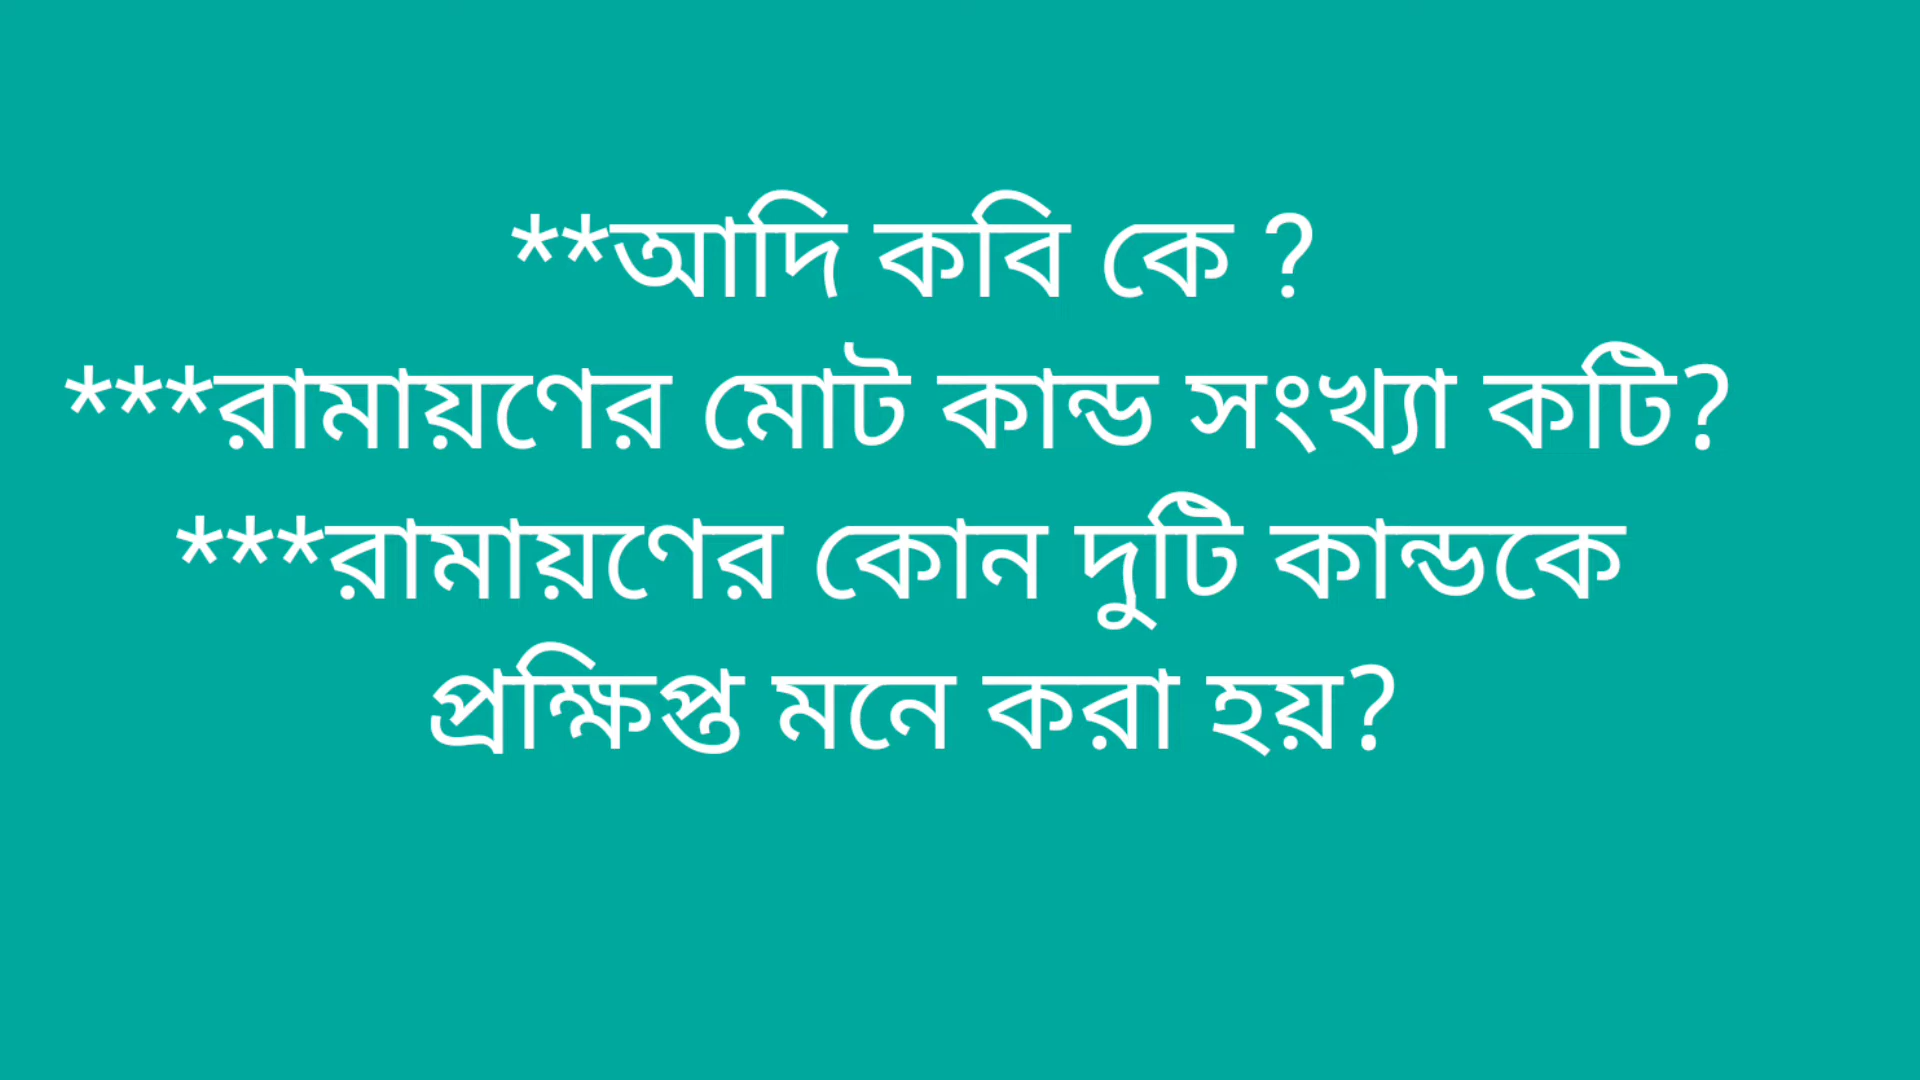 **আদি কবি কে ?
***রামায়ণের মোট কান্ড সংখ্যা কটি?
***রামায়ণের কোন দুটি কান্ডকে
প্রক্ষিপ্ত মনে করা হয়?